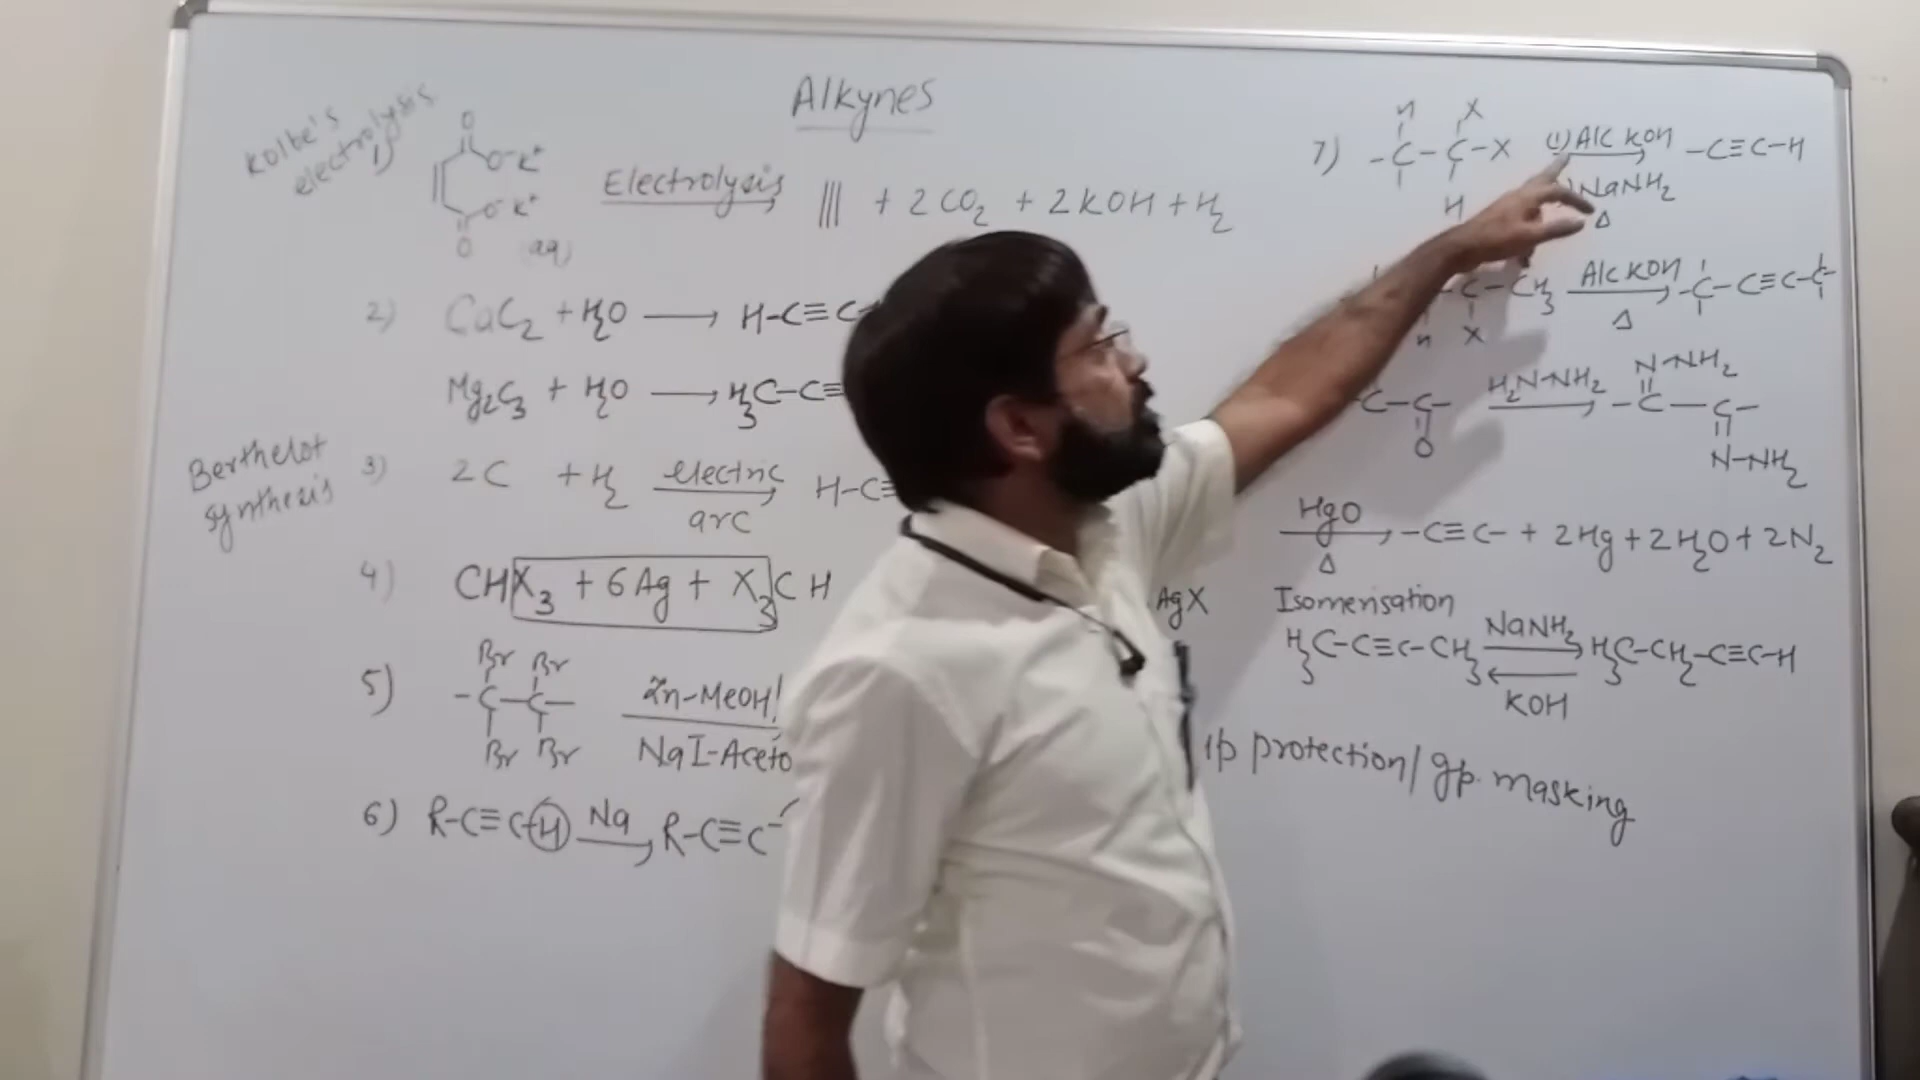 Alkynes
Kolbe's
electrolysis
1)
O
O⁻K⁺
O⁻K⁺
O
(aq)
Electrolysis
||| + 2CO₂ + 2KOH + H₂
2) CaC₂ + H₂O ⟶ H-C≡C
Mg₂C₃ + H₂O ⟶ H₃C-C≡
Berthelot
synthesis
3) 2C + H₂ electric arc H-C≡
4) CHX₃ + 6Ag + X₃CH
AgX
5) Br Br
-C-C-
Br Br
Zn-MeOH/
NaI-Aceto
6) R-C≡C-H Na R-C≡C⁻
7) H X
-C-C-X
H
(i) Alc KOH
NaNH₂
Δ
-C≡C-H
-C-CH₃
H X
Alc KOH
Δ
-C-C≡C-C-
C-C-
O
H₂N-NH₂
N-NH₂
-C-C-
N-NH₂
HgO
Δ
-C≡C- + 2Hg + 2H₂O + 2N₂
Isomerisation
H₃C-C≡C-CH₃ NaNH₂ KOH H₃C-CH₂-C≡C-H
protection/gp. masking